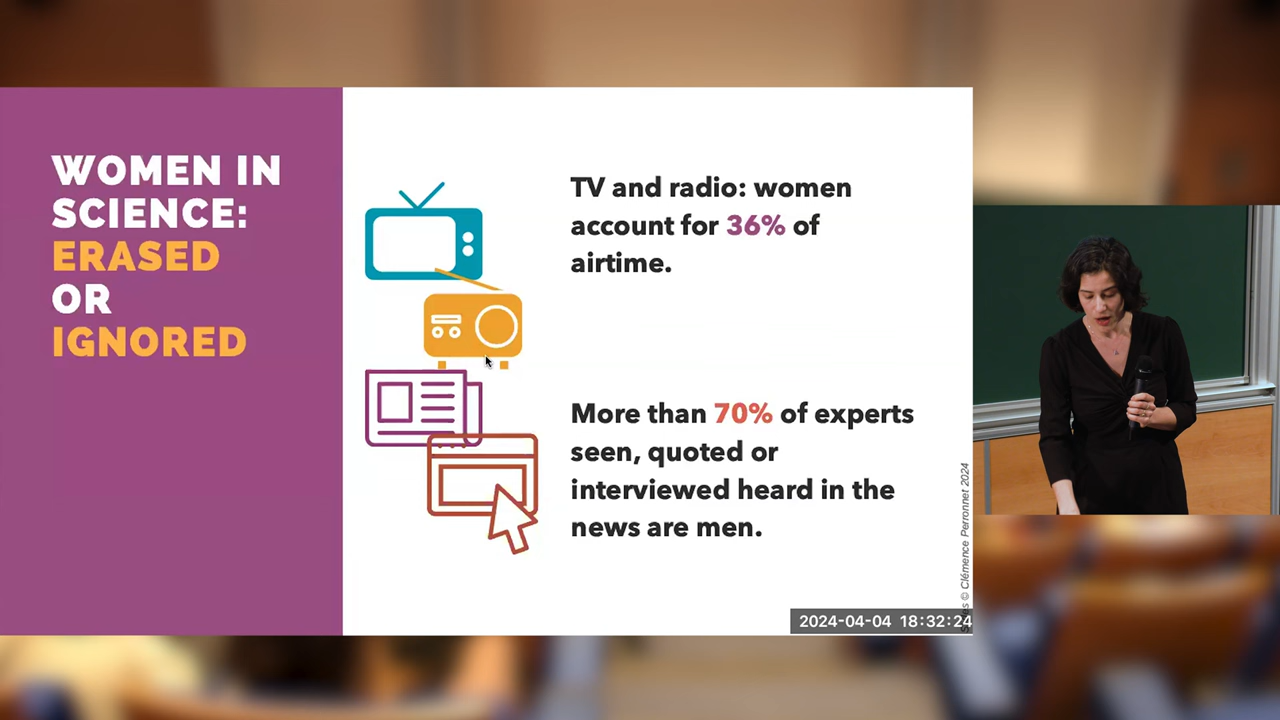 WOMEN IN
SCIENCE:
ERASED
OR
IGNORED
TV and radio: women
account for 36% of
airtime.
More than 70% of experts
seen, quoted or
interviewed heard in the
news are men.
© Clémence Perronnet 2024
2024-04-04 18:32:24